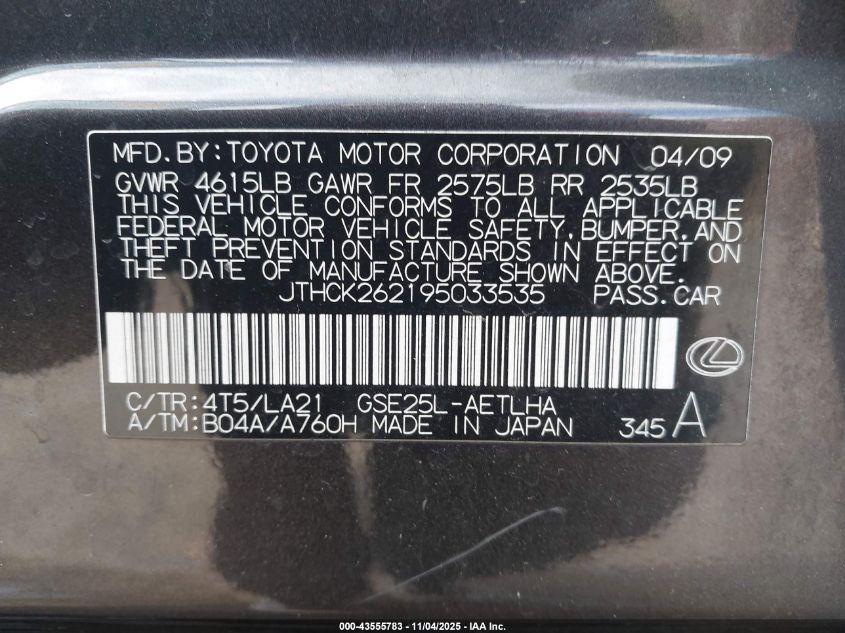 MFD.BY:TOYOTA MOTOR CORPORATION 04/09
GVWR 4615LB GAWR FR 2575LB RR 2535LB
THIS VEHICLE CONFORMS TO ALL APPLICABLE
FEDERAL MOTOR VEHICLE SAFETY,BUMPER,AND
THEFT PREVENTION STANDARDS IN EFFECT ON
THE DATE OF MANUFACTURE SHOWN ABOVE.
JTHCK262195033535 PASS.CAR
C/TR:4T5/LA21 GSE25L-AETLHA
A/TM:B04A/A760H MADE IN JAPAN 345 A
000-43555783 - 11/04/2025 - IAA Inc.